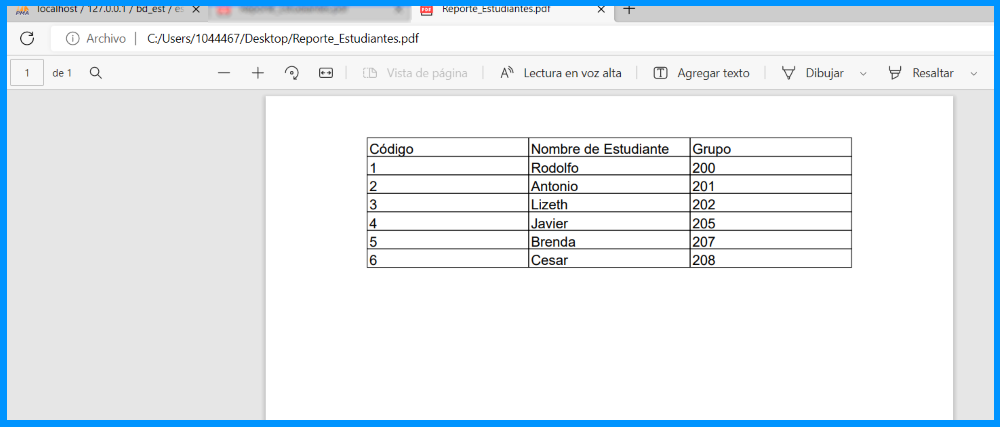 PMA localhost / 127.0.0.1 / bd_est / es
Reporte_Estudiantes.pdf
Archivo C:/Users/1044467/Desktop/Reporte_Estudiantes.pdf
1 de 1 Vista de página Lectura en voz alta Agregar texto Dibujar Resaltar
Código Nombre de Estudiante Grupo
1 Rodolfo 200
2 Antonio 201
3 Lizeth 202
4 Javier 205
5 Brenda 207
6 Cesar 208